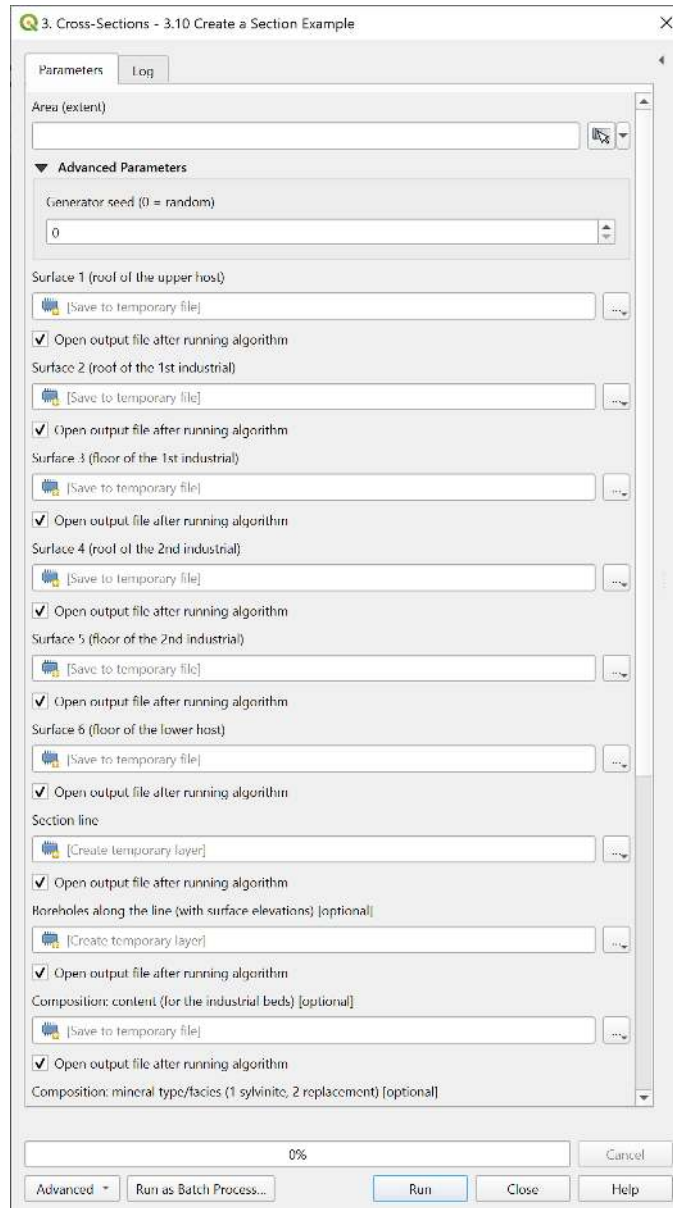 3. Cross-Sections - 3.10 Create a Section Example
Parameters
Log
Area (extent)
Advanced Parameters
Generator seed (0 = random)
0
Surface 1 (roof of the upper host)
[Save to temporary file]
...
Open output file after running algorithm
Surface 2 (roof of the 1st industrial)
[Save to temporary file]
...
Open output file after running algorithm
Surface 3 (floor of the 1st industrial)
[Save to temporary file]
...
Open output file after running algorithm
Surface 4 (roof of the 2nd industrial)
[Save to temporary file]
...
Open output file after running algorithm
Surface 5 (floor of the 2nd industrial)
[Save to temporary file]
...
Open output file after running algorithm
Surface 6 (floor of the lower host)
[Save to temporary file]
...
Open output file after running algorithm
Section line
[Create temporary layer]
...
Open output file after running algorithm
Boreholes along the line (with surface elevations) [optional]
[Create temporary layer]
...
Open output file after running algorithm
Composition: content (for the industrial beds) [optional]
[Save to temporary file]
...
Open output file after running algorithm
Composition: mineral type/facies (1 sylvinite, 2 replacement) [optional]
0%
Cancel
Advanced
Run as Batch Process...
Run
Close
Help